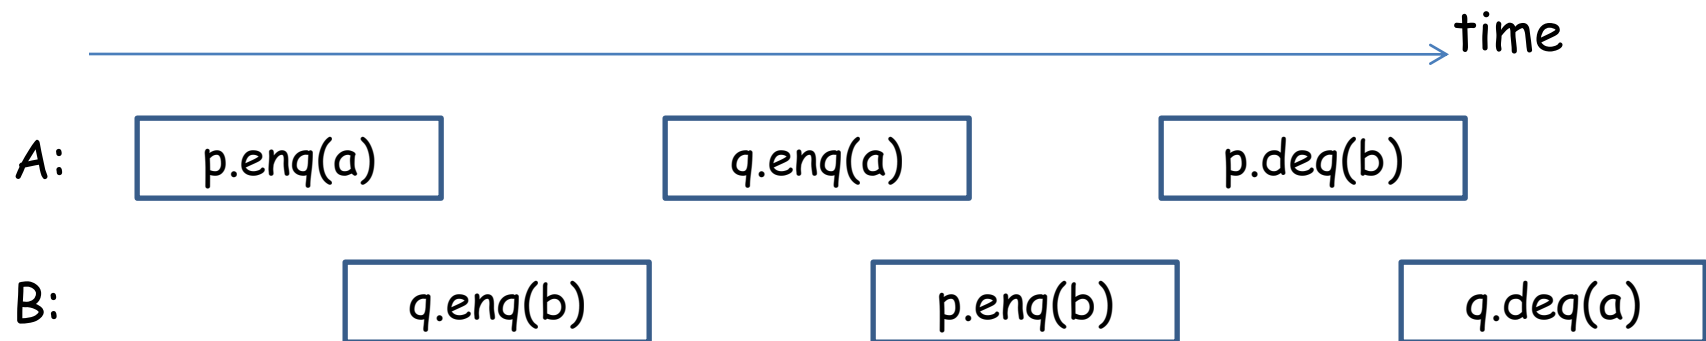 time
A: p.enq(a) q.enq(a) p.deq(b)
B: q.enq(b) p.enq(b) q.deq(a)